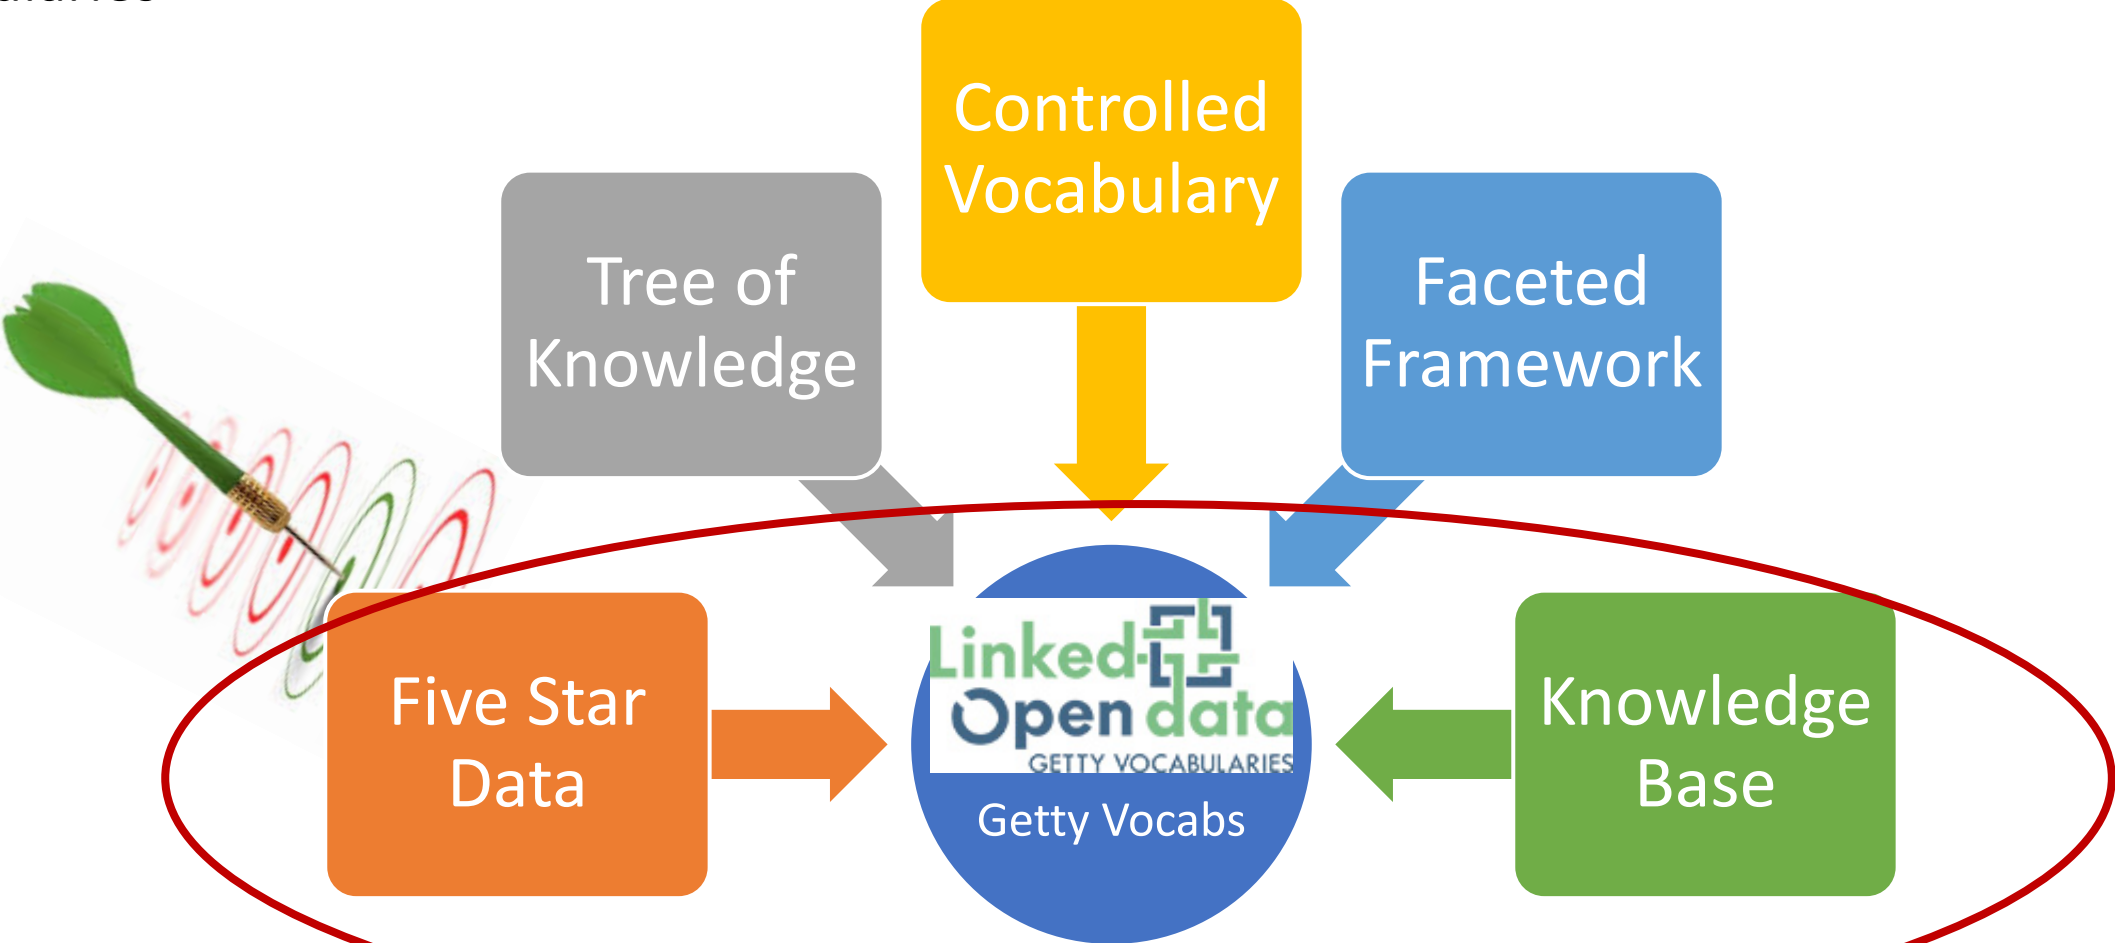 Controlled
Vocabulary
Tree of
Knowledge
Faceted
Framework
Five Star
Data
Linked
Open data
GETTY VOCABULARIES
Getty Vocabs
Knowledge
Base